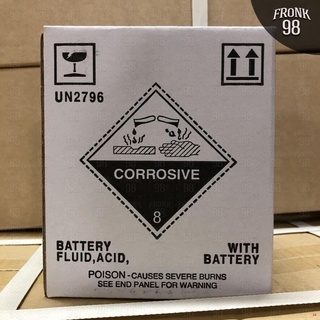 FRONK
98
UN2796
CORROSIVE
8
BATTERY WITH
FLUID,ACID, BATTERY
POISON - CAUSES SEVERE BURNS
SEE END PANEL FOR WARNING